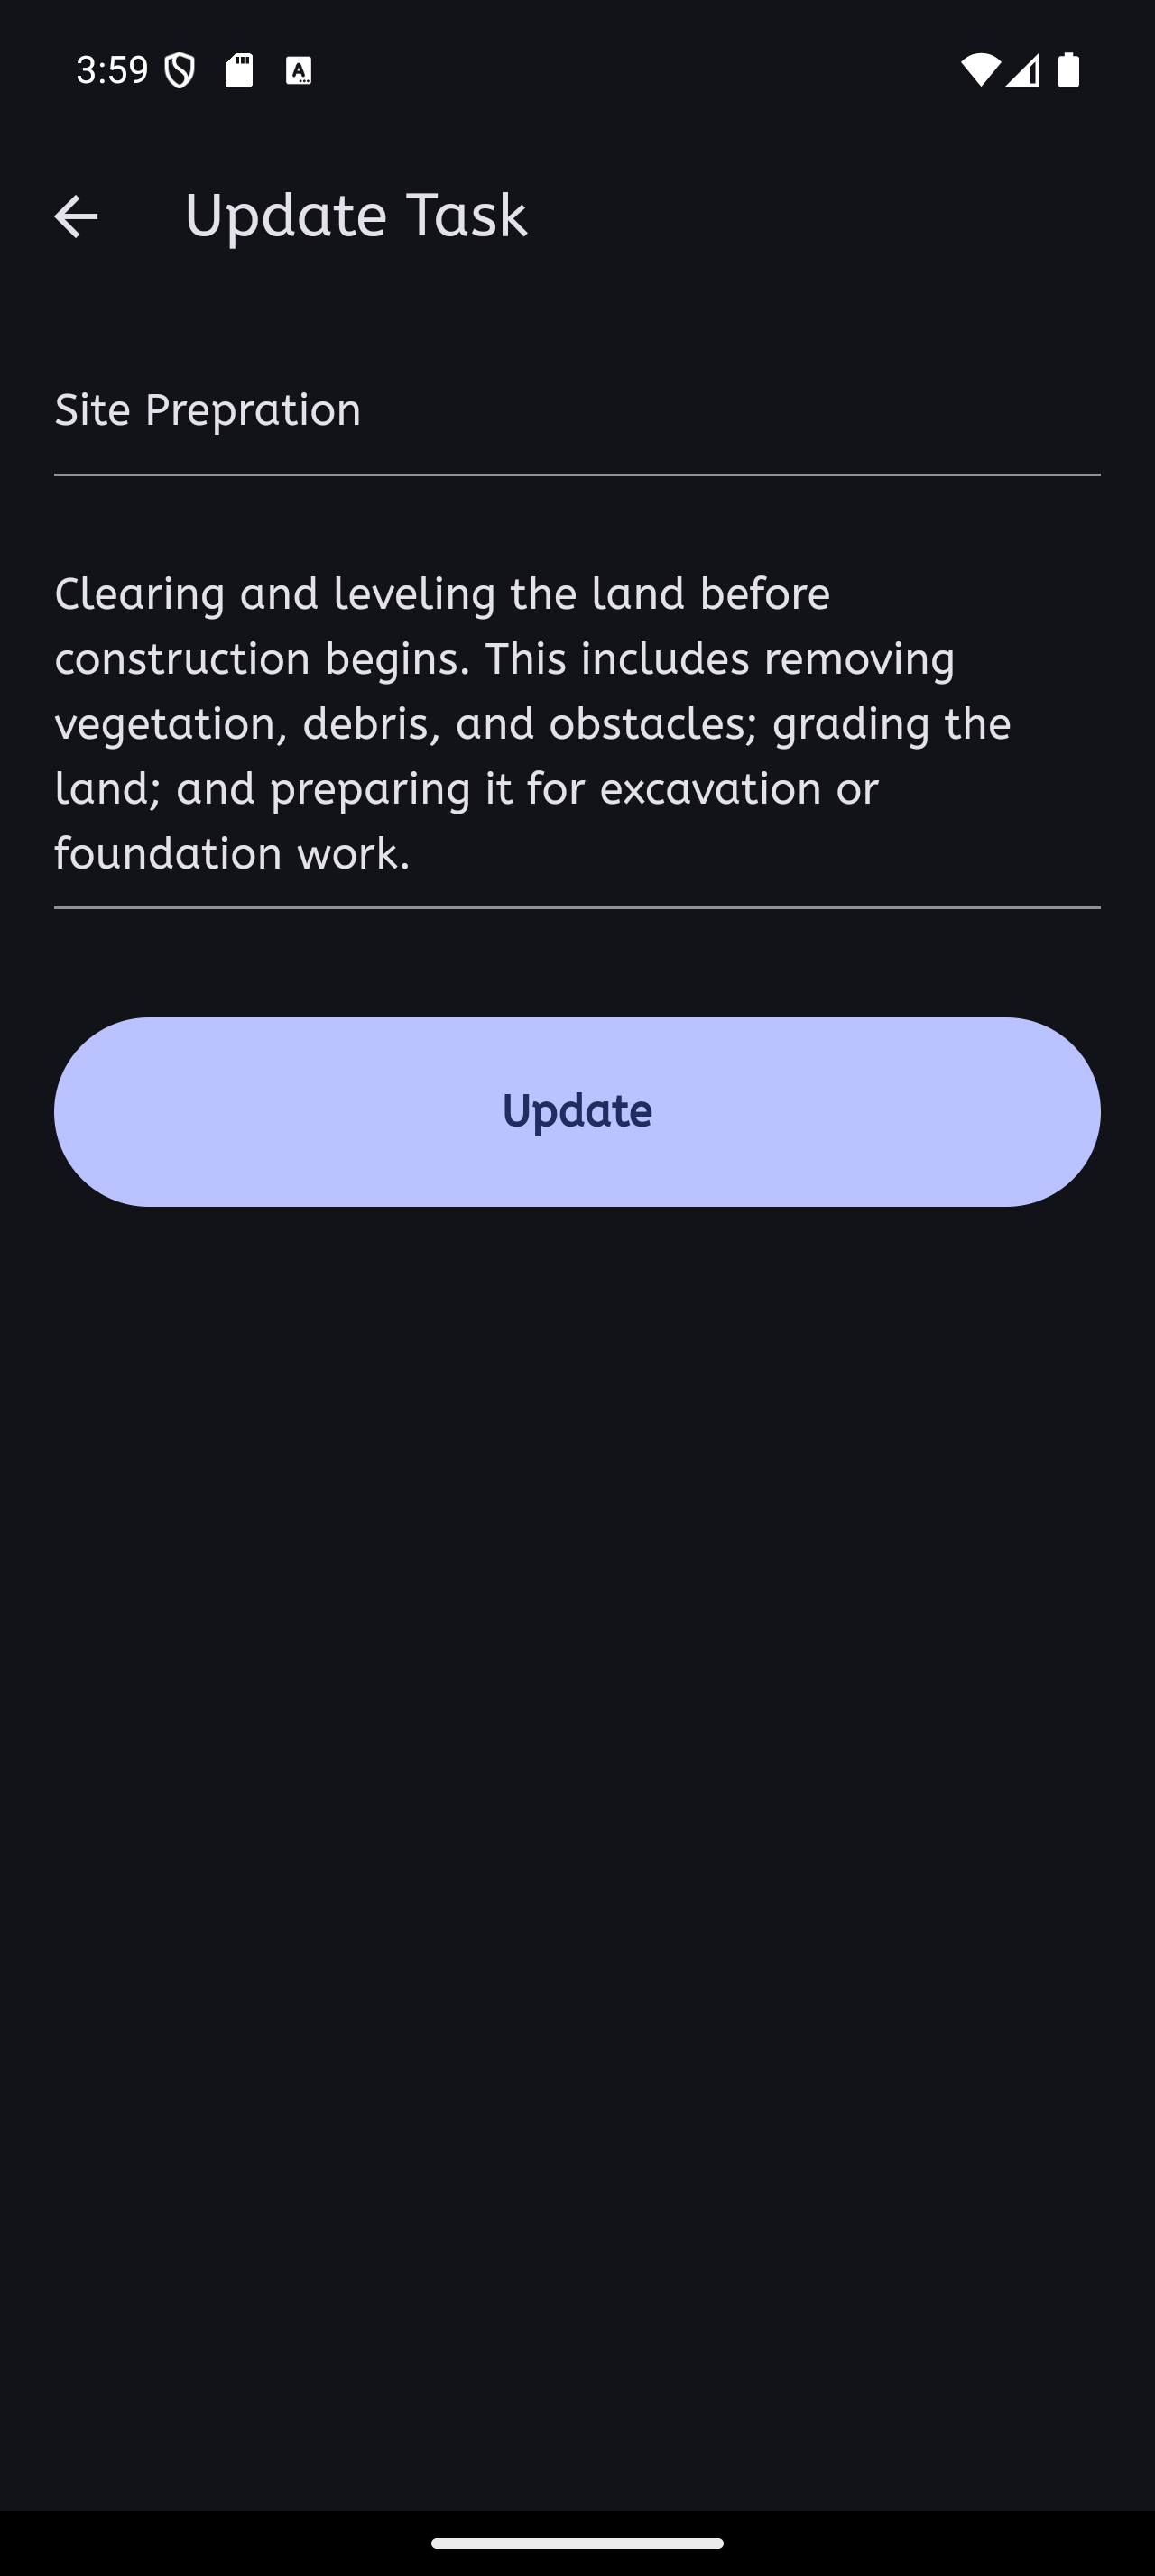 3:59
Update Task
Site Prepration
Clearing and leveling the land before
construction begins. This includes removing
vegetation, debris, and obstacles; grading the
land; and preparing it for excavation or
foundation work.
Update